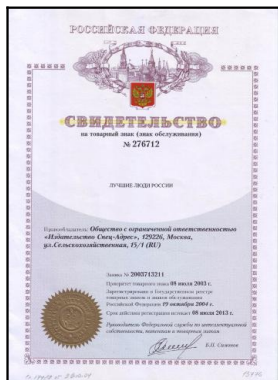 РОССИЙСКАЯ ФЕДЕРАЦИЯ
СВИДЕТЕЛЬСТВО
на товарный знак (знак обслуживания)
№ 276712
ЛУЧШИЕ ЛЮДИ РОССИИ
Правообладатель: Общество с ограниченной ответственностью
«Издательство Спец-Адрес», 129226, Москва,
ул.Сельскохозяйственная, 15/1 (RU)
Заявка № 2003713211
Приоритет товарного знака 08 июля 2003 г.
Зарегистрировано в Государственном реестре
товарных знаков и знаков обслуживания
Российской Федерации 19 октября 2004 г.
Срок действия регистрации истекает 08 июля 2013 г.
Руководитель Федеральной службы по интеллектуальной
собственности, патентам и товарным знакам